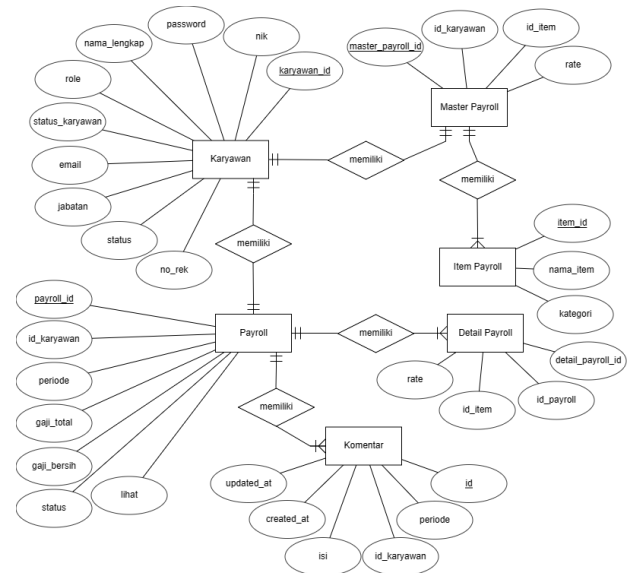 password
nama_lengkap
nik
role
karyawan_id
status_karyawan
email
jabatan
status
no_rek
Karyawan
memiliki
master_payroll_id
id_karyawan
id_item
rate
Master Payroll
memiliki
item_id
nama_item
kategori
Item Payroll
memiliki
payroll_id
id_karyawan
periode
gaji_total
gaji_bersih
status
lihat
Payroll
memiliki
Detail Payroll
detail_payroll_id
id_payroll
id_item
rate
memiliki
Komentar
updated_at
created_at
isi
id_karyawan
periode
id